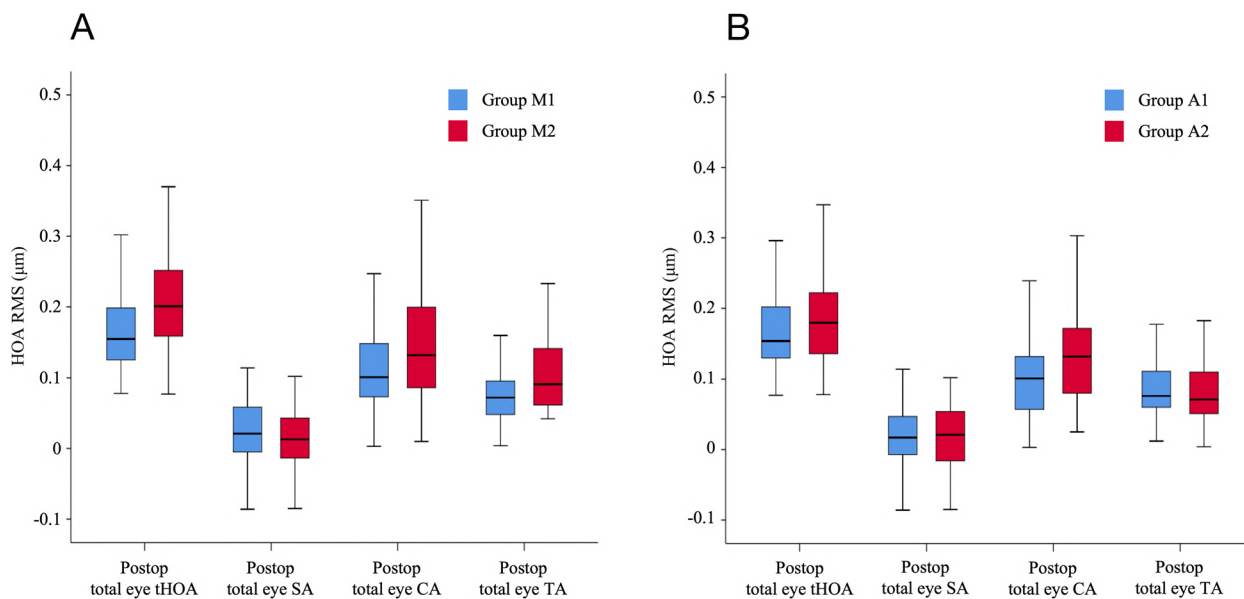 A
0.5
0.4
0.3
0.2
0.1
0
-0.1
HOA RMS (μm)
Group M1
Group M2
Postop
total eye tHOA
Postop
total eye SA
Postop
total eye CA
Postop
total eye TA
B
0.5
0.4
0.3
0.2
0.1
0
-0.1
HOA RMS (μm)
Group A1
Group A2
Postop
total eye tHOA
Postop
total eye SA
Postop
total eye CA
Postop
total eye TA